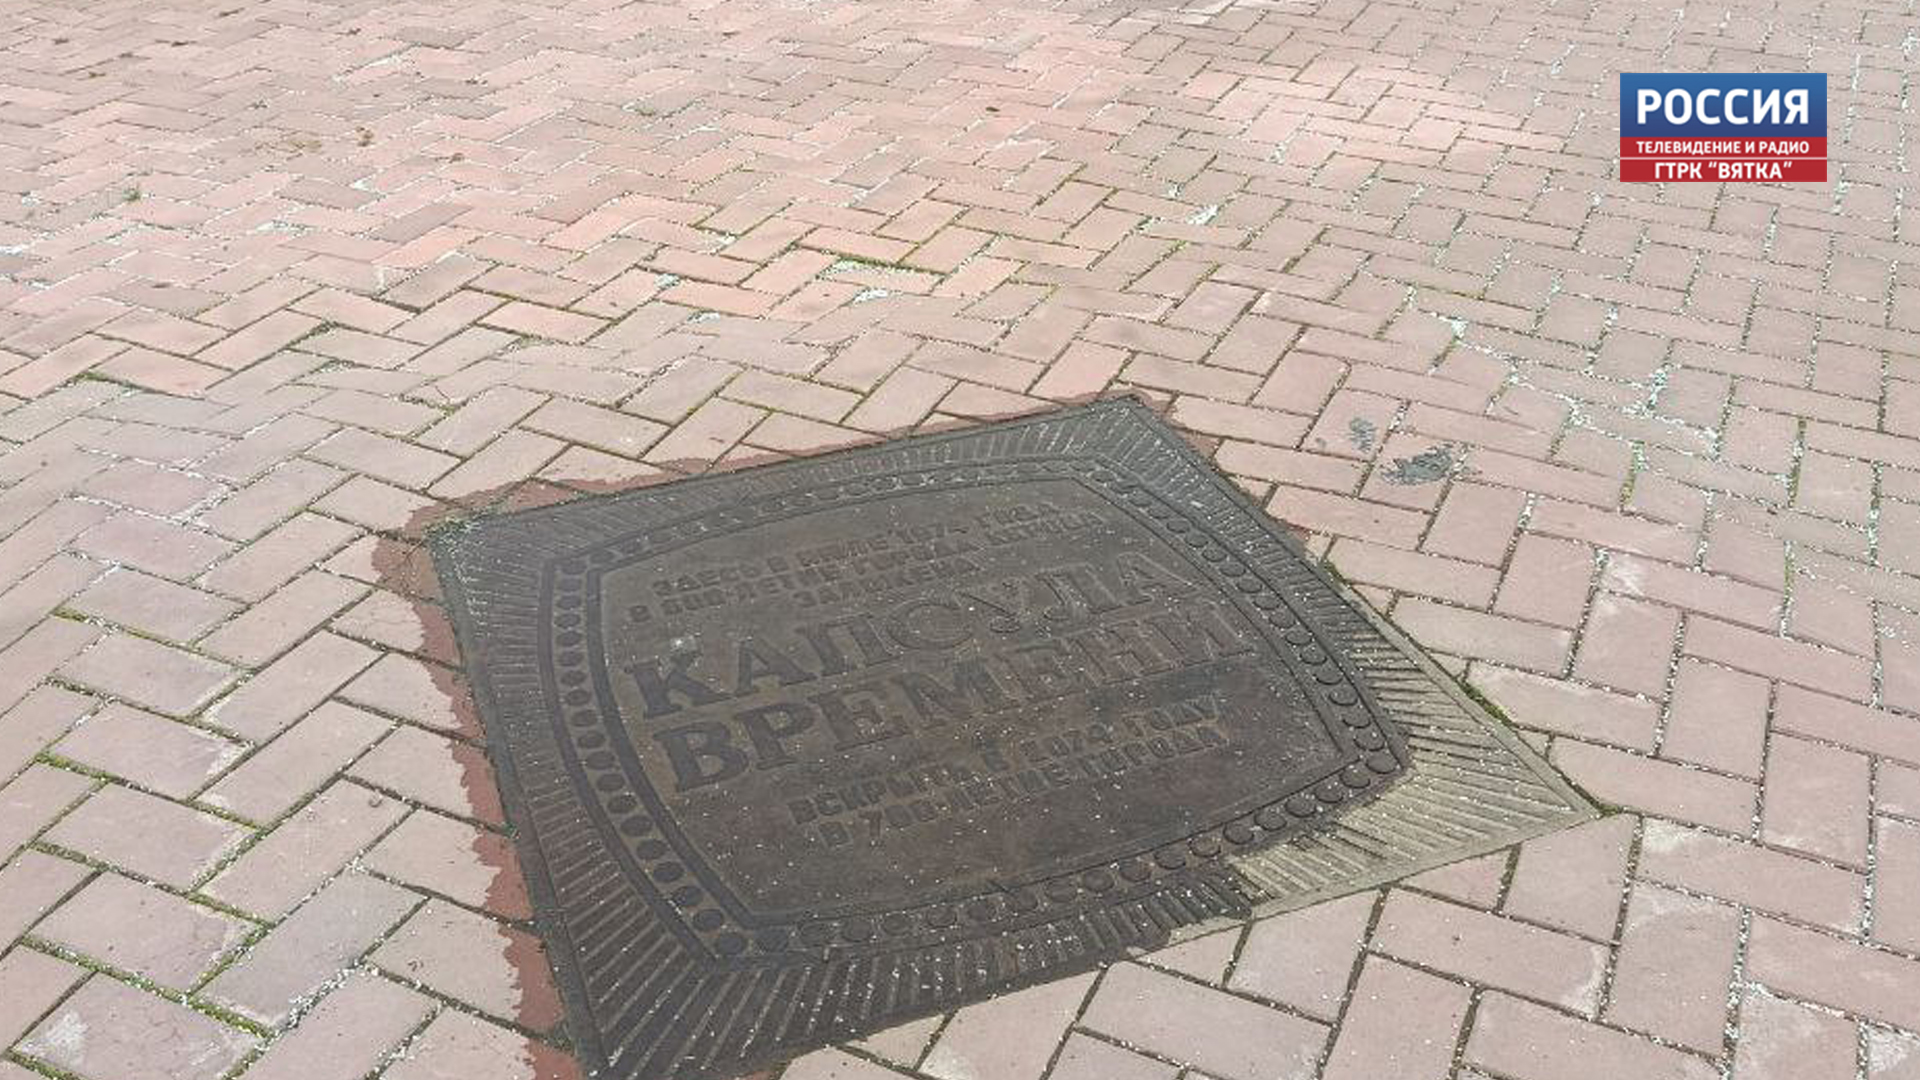 РОССИЯ
ТЕЛЕВИДЕНИЕ И РАДИО
ГТРК “ВЯТКА”
ЗДЕСЬ В ИЮЛЕ 1974 ГОДА
В 600-ЛЕТИЕ ГОРОДА КИРОВА
ЗАЛОЖЕНА
КАПСУЛА
ВРЕМЕНИ
ВСКРЫТЬ В 2074 ГОДУ
В 700-ЛЕТИЕ ГОРОДА